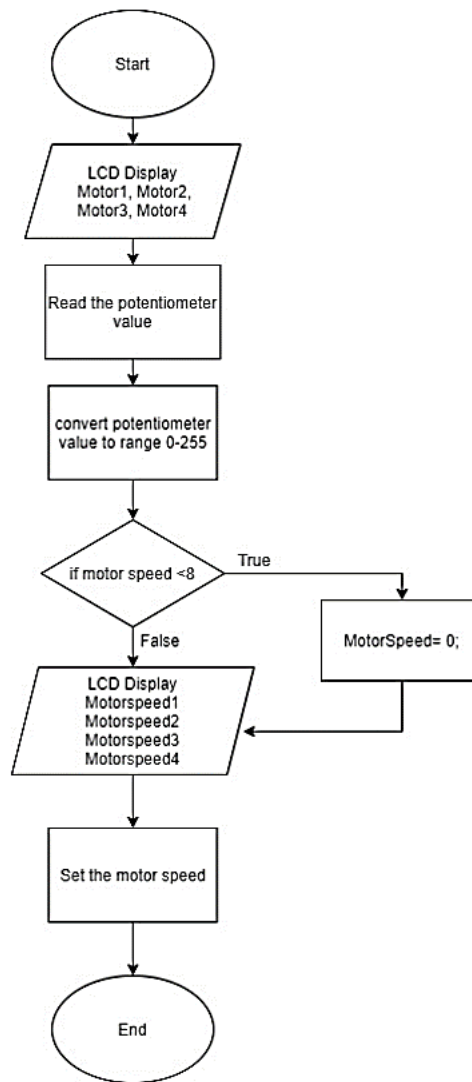 Start
LCD Display
Motor1, Motor2,
Motor3, Motor4
Read the potentiometer
value
convert potentiometer
value to range 0-255
if motor speed <8
True
False
MotorSpeed= 0;
LCD Display
Motorspeed1
Motorspeed2
Motorspeed3
Motorspeed4
Set the motor speed
End